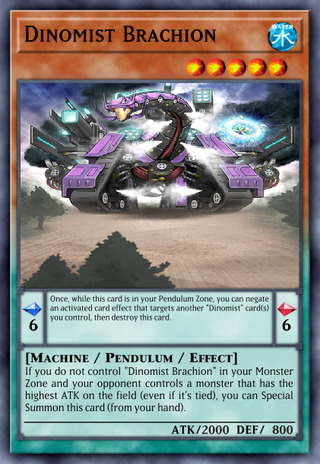 Dinomist Brachion
WATER
水
Once, while this card is in your Pendulum Zone, you can negate
an activated card effect that targets another "Dinomist" card(s)
you control, then destroy this card.
6
6
[Machine / Pendulum / Effect]
If you do not control "Dinomist Brachion" in your Monster
Zone and your opponent controls a monster that has the
highest ATK on the field (even if it's tied), you can Special
Summon this card (from your hand).
ATK/2000 DEF/ 800